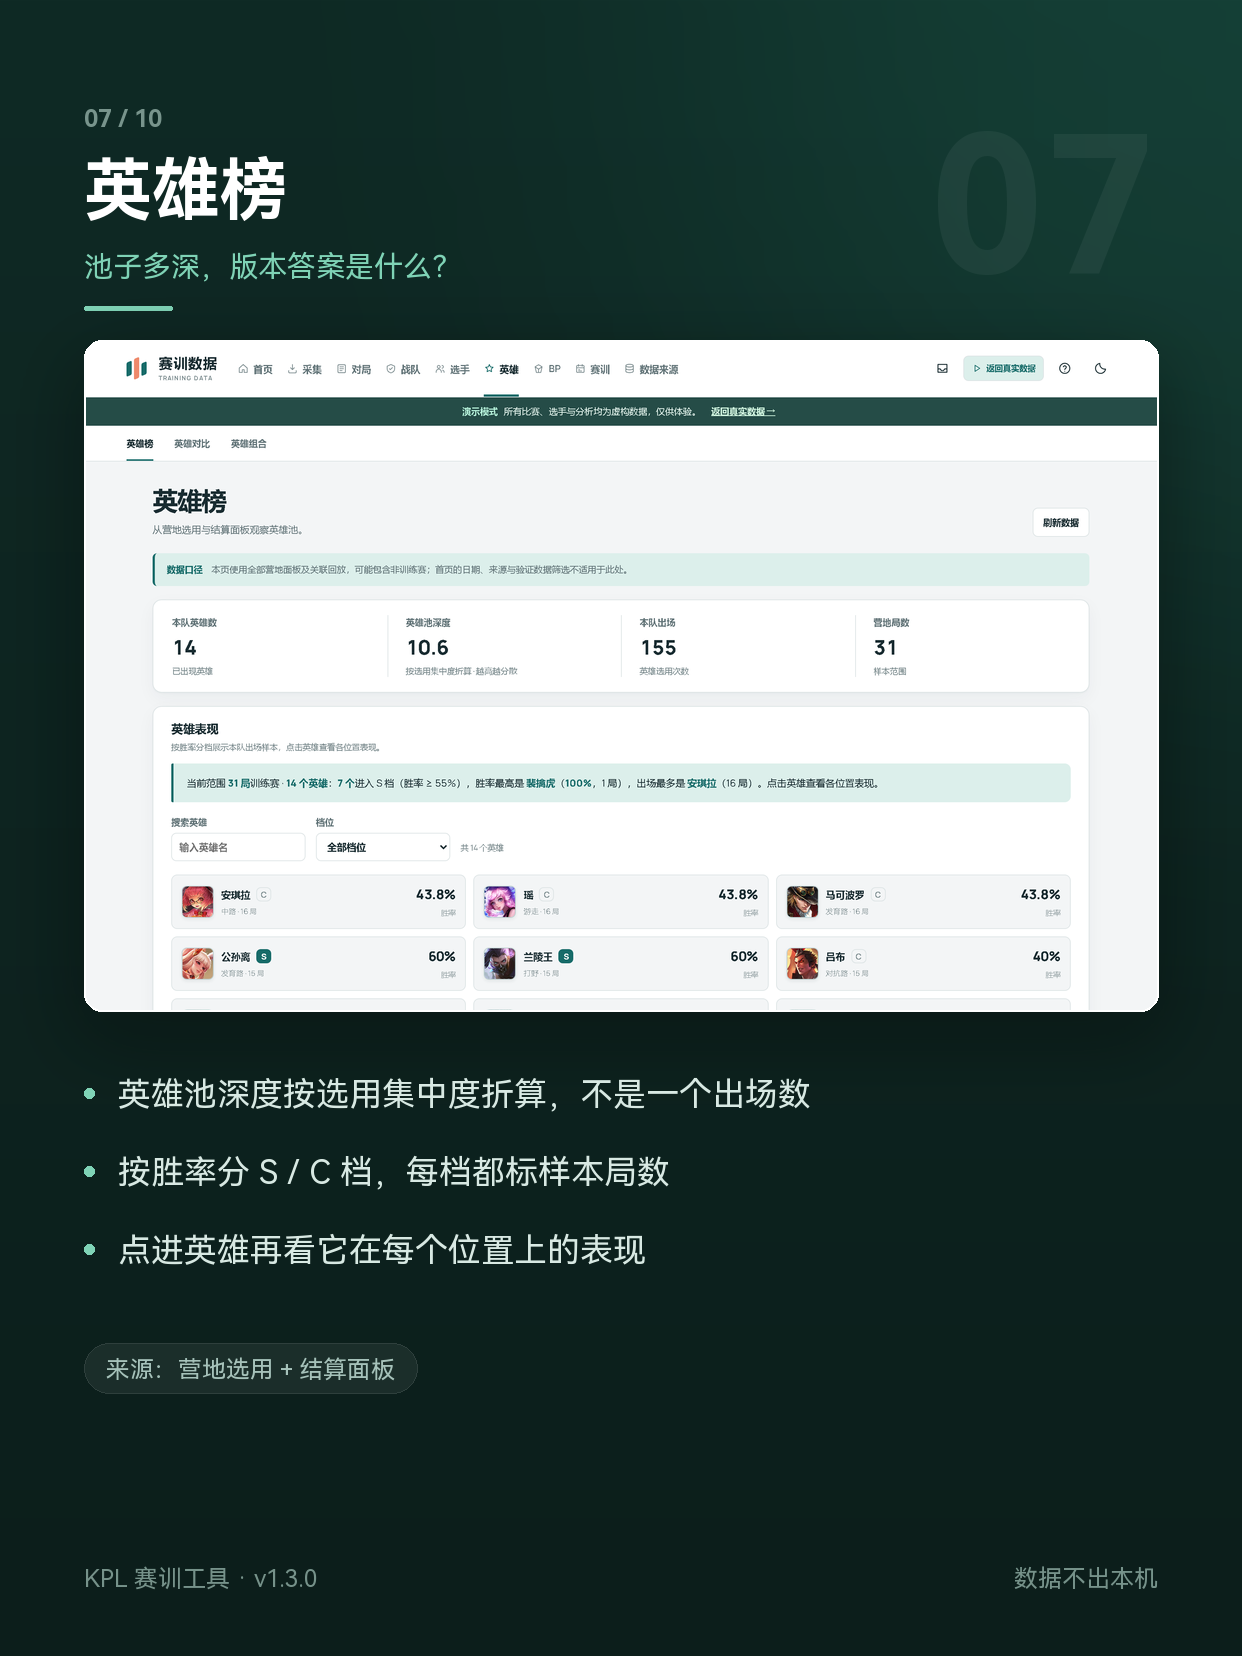 07 / 10
07
英雄榜
池子多深，版本答案是什么？
赛训数据
TRAINING DATA
首页 采集 对局 战队 选手 英雄 BP 赛训 数据来源
返回真实数据
演示模式 所有比赛、选手与分析均为虚构数据，仅供体验。 返回真实数据→
英雄榜 英雄对比 英雄组合
英雄榜
从营地选用与结算面板观察英雄池。
刷新数据
数据口径 本页使用全部营地面板及关联回放，可能包含非训练赛；首页的日期、来源与验证数据筛选不适用于此处。
本队英雄数 英雄池深度 本队出场 营地局数
14 10.6 155 31
已出现英雄 按选用集中度折算·越高越分散 英雄选用次数 样本范围
英雄表现
按胜率分档展示本队出场样本，点击英雄查看各位置表现。
当前范围 31 局训练赛 · 14 个英雄：7 个进入 S 档（胜率 ≥ 55%），胜率最高是 裴擒虎（100%，1 局），出场最多是 安琪拉（16 局）。点击英雄查看各位置表现。
搜索英雄 档位
输入英雄名 全部档位 共 14 个英雄
安琪拉 C 43.8% 瑶 C 43.8% 马可波罗 C 43.8%
中路 · 16 局 胜率 游走 · 16 局 胜率 发育路 · 16 局 胜率
公孙离 S 60% 兰陵王 S 60% 吕布 C 40%
发育路 · 15 局 胜率 打野 · 15 局 胜率 对抗路 · 15 局 胜率
英雄池深度按选用集中度折算，不是一个出场数
按胜率分 S / C 档，每档都标样本局数
点进英雄再看它在每个位置上的表现
来源：营地选用 + 结算面板
KPL 赛训工具 · v1.3.0
数据不出本机